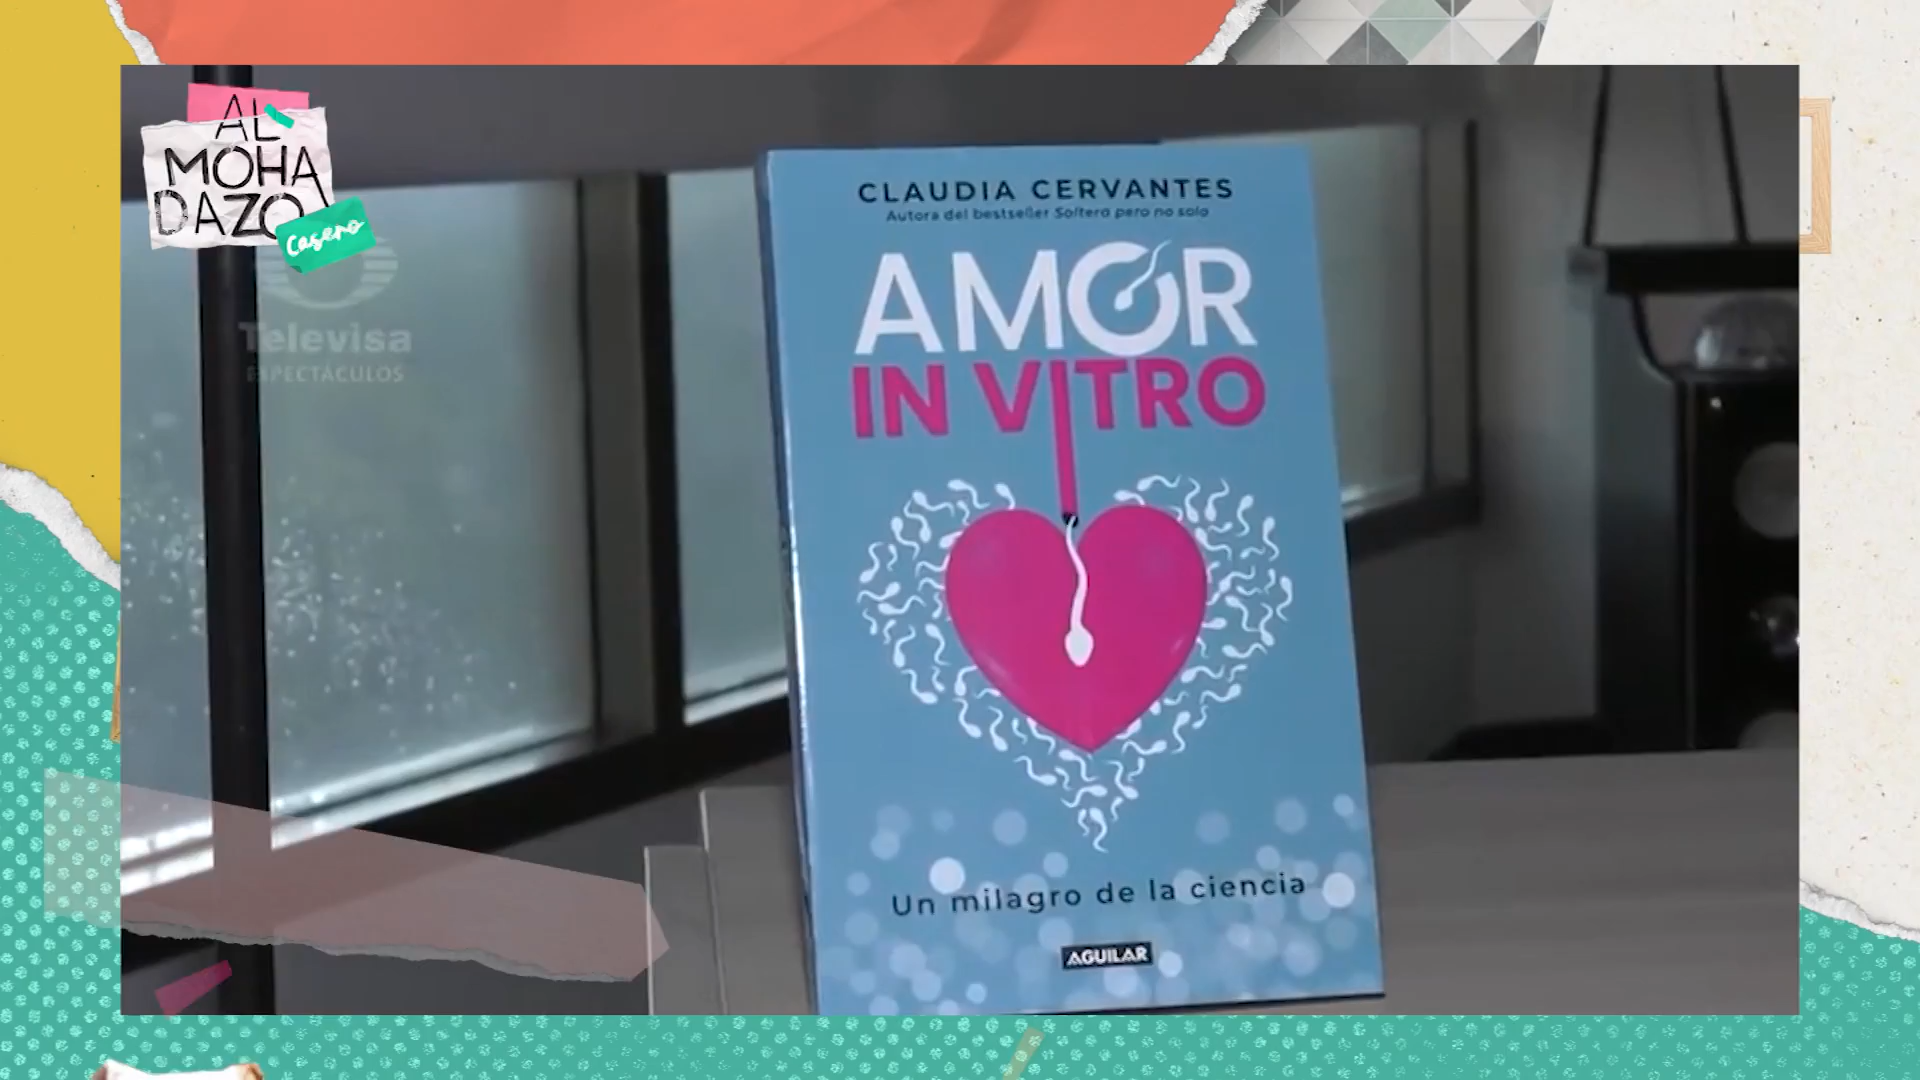 AL
MOHA
DAZO
Casero
Televisa
ESPECTÁCULOS
CLAUDIA CERVANTES
Autora del bestseller Soltera pero no sola
AMOR
IN VITRO
Un milagro de la ciencia
AGUILAR